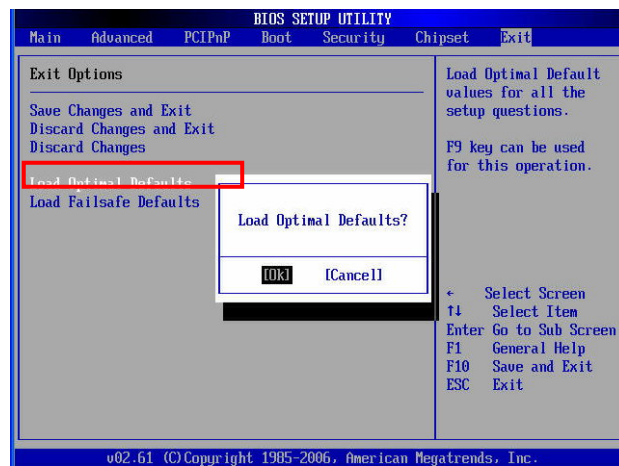 BIOS SETUP UTILITY
Main Advanced PCIPnP Boot Security Chipset Exit
Exit Options
Save Changes and Exit
Discard Changes and Exit
Discard Changes
Load Optimal Defaults
Load Failsafe Defaults
Load Optimal Defaults?
[Ok] [Cancel]
Load Optimal Default
values for all the
setup questions.
F9 key can be used
for this operation.
← Select Screen
↑↓ Select Item
Enter Go to Sub Screen
F1 General Help
F10 Save and Exit
ESC Exit
v02.61 (C)Copyright 1985-2006, American Megatrends, Inc.